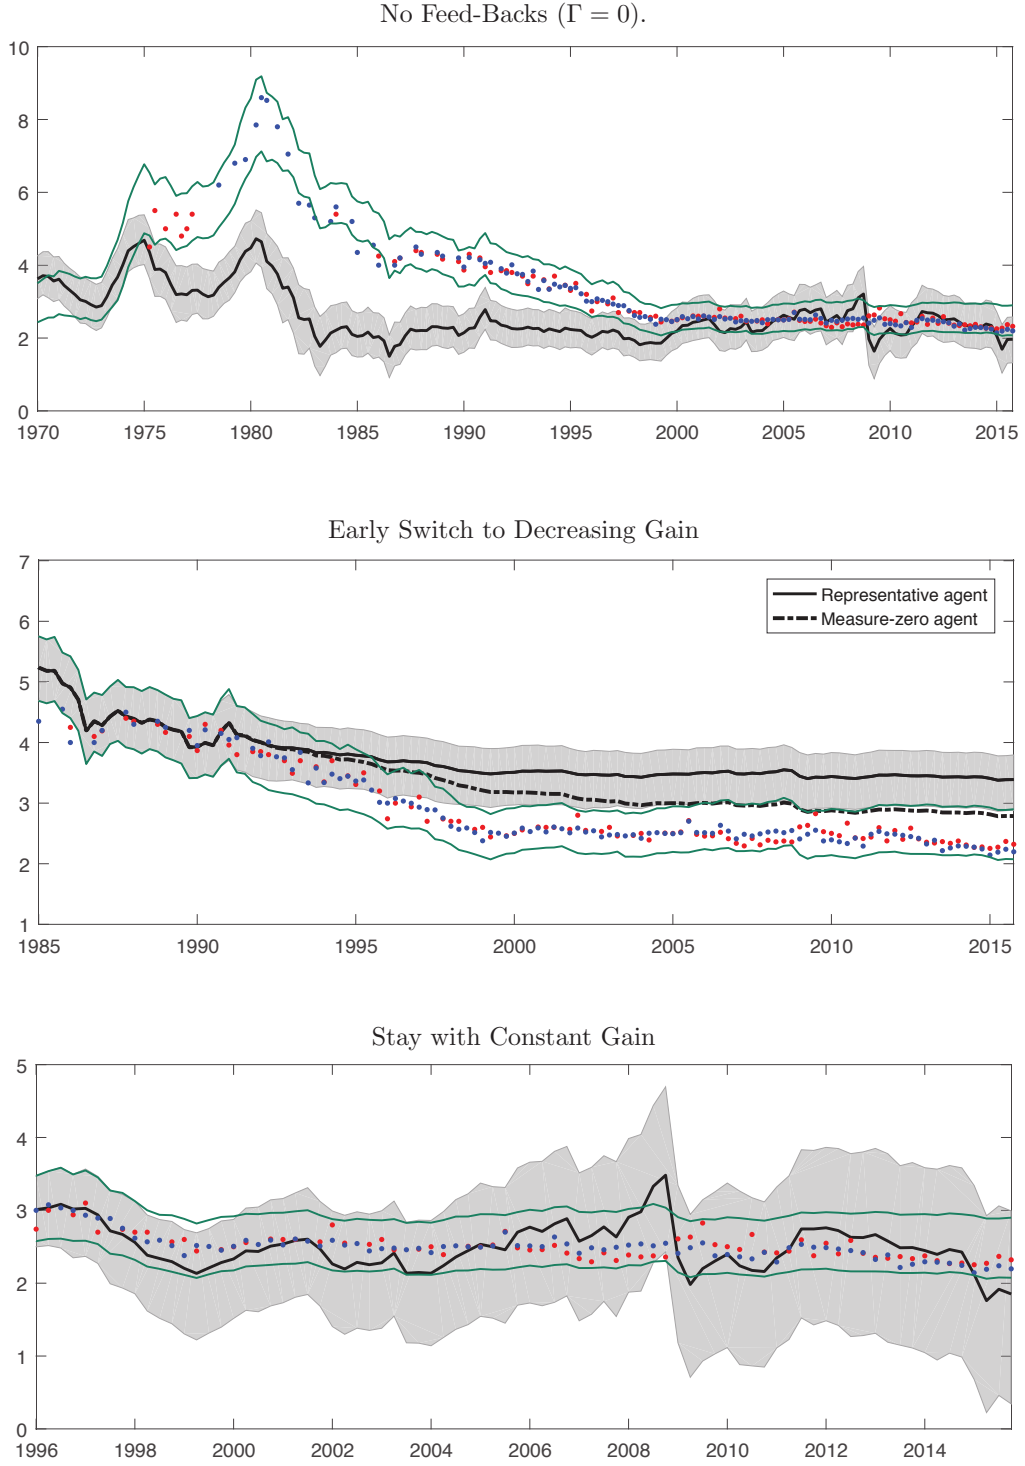 No Feed-Backs (Γ = 0).
10
8
6
4
2
0
1970 1975 1980 1985 1990 1995 2000 2005 2010 2015
Early Switch to Decreasing Gain
7
6
5
4
3
2
1
Representative agent
Measure-zero agent
1985 1990 1995 2000 2005 2010 2015
Stay with Constant Gain
5
4
3
2
1
0
1996 1998 2000 2002 2004 2006 2008 2010 2012 2014